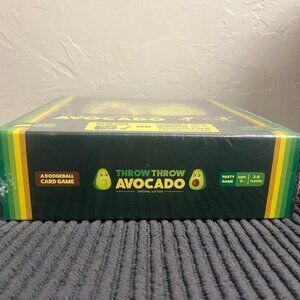 AVOCADO
A DODGEBALL
CARD GAME
THROW THROW
AVOCADO
ORIGINAL EDITION
PARTY
GAME
AGES
7+
2-6
PLAYERS